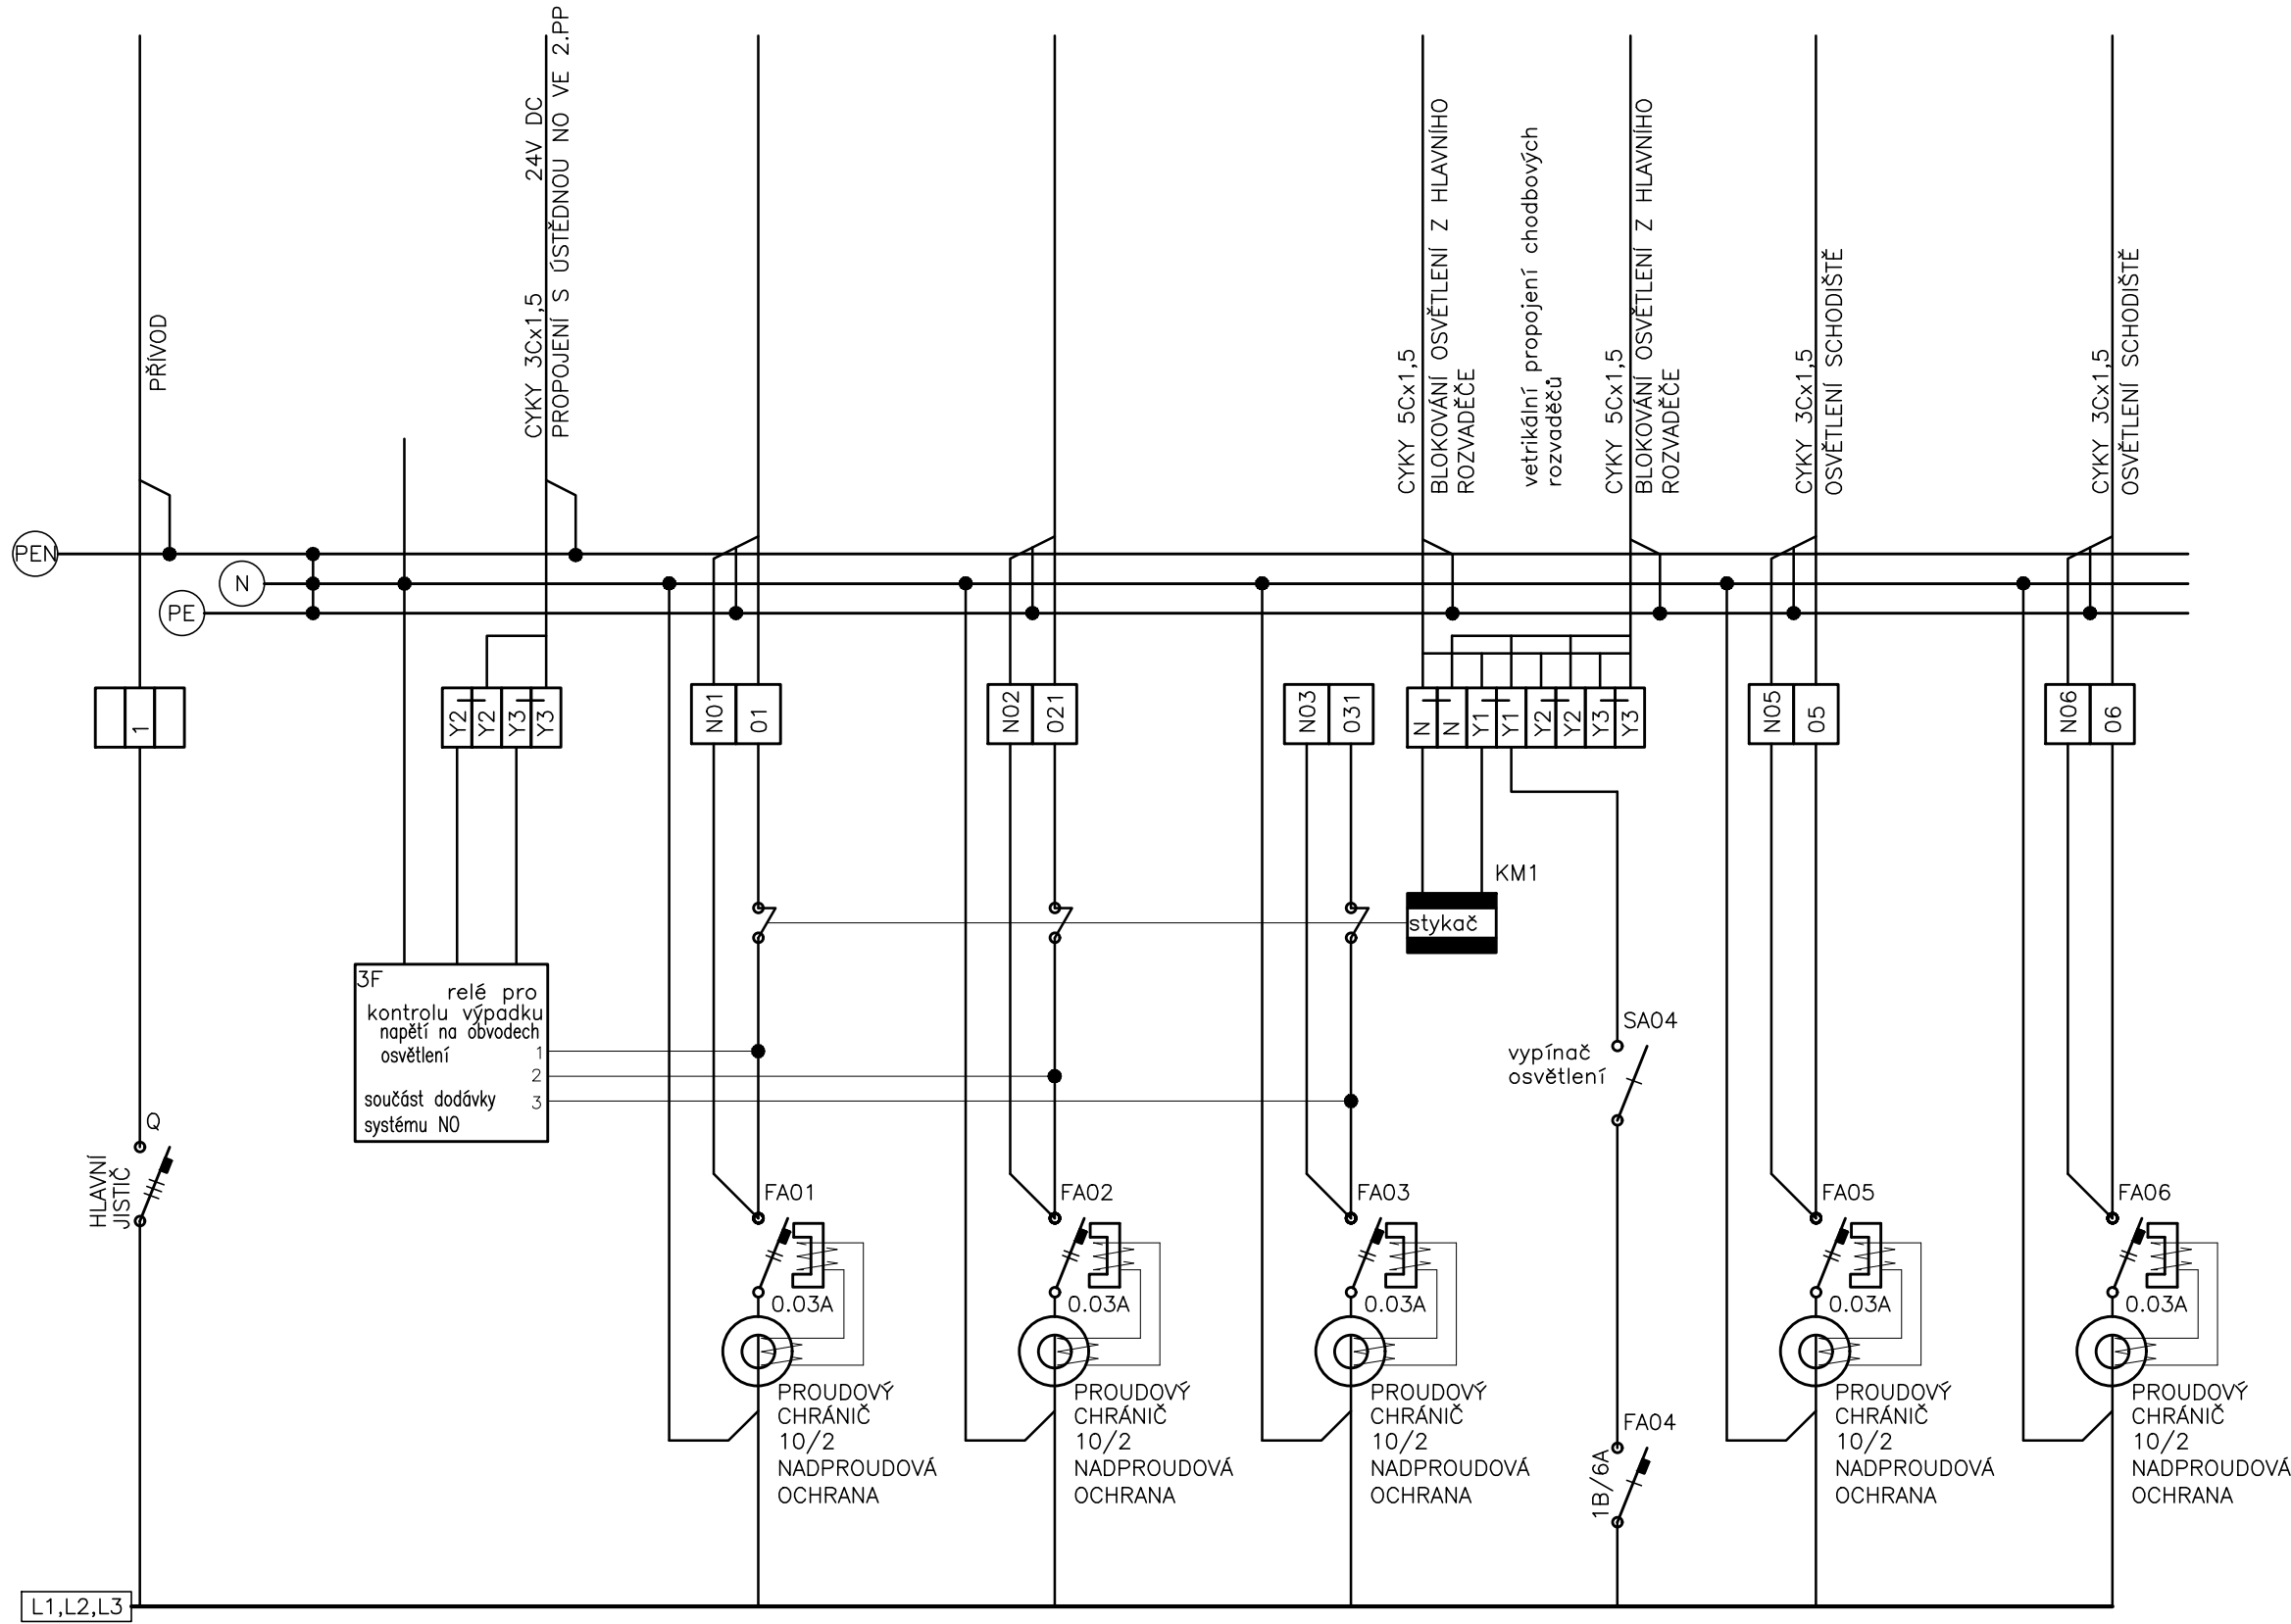 PŘÍVOD
CYKY 3Cx1,5 24V DC
PROPOJENÍ S ÚSTĚDNOU NO VE 2.PP
CYKY 5Cx1,5
BLOKOVÁNÍ OSVĚTLENÍ Z HLAVNÍHO
ROZVADĚČE
vetrikální propojení chodbových
rozvaděčů
CYKY 5Cx1,5
BLOKOVÁNÍ OSVĚTLENÍ Z HLAVNÍHO
ROZVADĚČE
CYKY 3Cx1,5
OSVĚTLENÍ SCHODIŠTĚ
CYKY 3Cx1,5
OSVĚTLENÍ SCHODIŠTĚ
PEN
N
PE
1
Y2
Y2
Y3
Y3
N01
01
N02
021
N03
031
N
N
Y1
Y1
Y2
Y2
Y3
Y3
N05
05
N06
06
KM1
stykač
3F
relé pro
kontrolu výpadku
napětí na obvodech
osvětlení
1
2
součást dodávky
3
systému NO
SA04
vypínač
osvětlení
Q
HLAVNÍ
JISTIČ
FA01
0.03A
PROUDOVÝ
CHRÁNIČ
10/2
NADPROUDOVÁ
OCHRANA
FA02
0.03A
PROUDOVÝ
CHRÁNIČ
10/2
NADPROUDOVÁ
OCHRANA
FA03
0.03A
PROUDOVÝ
CHRÁNIČ
10/2
NADPROUDOVÁ
OCHRANA
FA04
1B/6A
FA05
0.03A
PROUDOVÝ
CHRÁNIČ
10/2
NADPROUDOVÁ
OCHRANA
FA06
0.03A
PROUDOVÝ
CHRÁNIČ
10/2
NADPROUDOVÁ
OCHRANA
L1,L2,L3